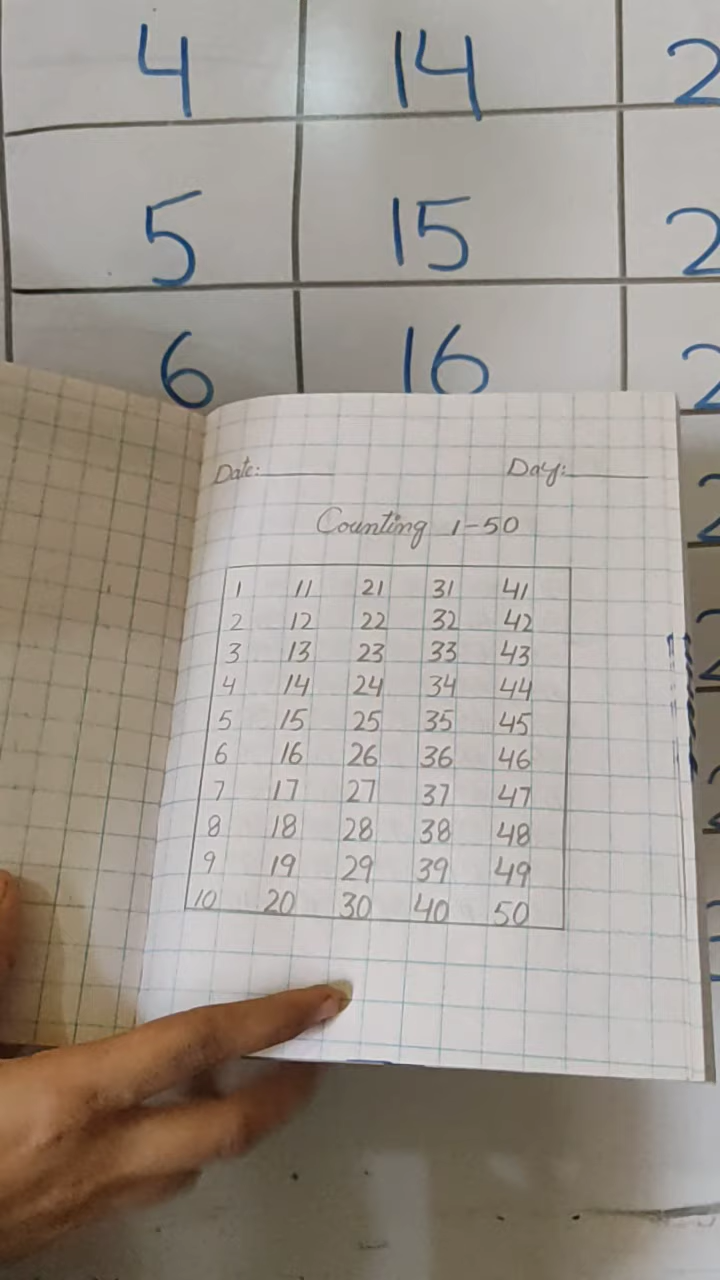 4 14 2
5 15 2
6 16 2
Date: Day:
Counting 1-50
1 11 21 31 41
2 12 22 32 42
3 13 23 33 43
4 14 24 34 44
5 15 25 35 45
6 16 26 36 46
7 17 27 37 47
8 18 28 38 48
9 19 29 39 49
10 20 30 40 50
2
2
2